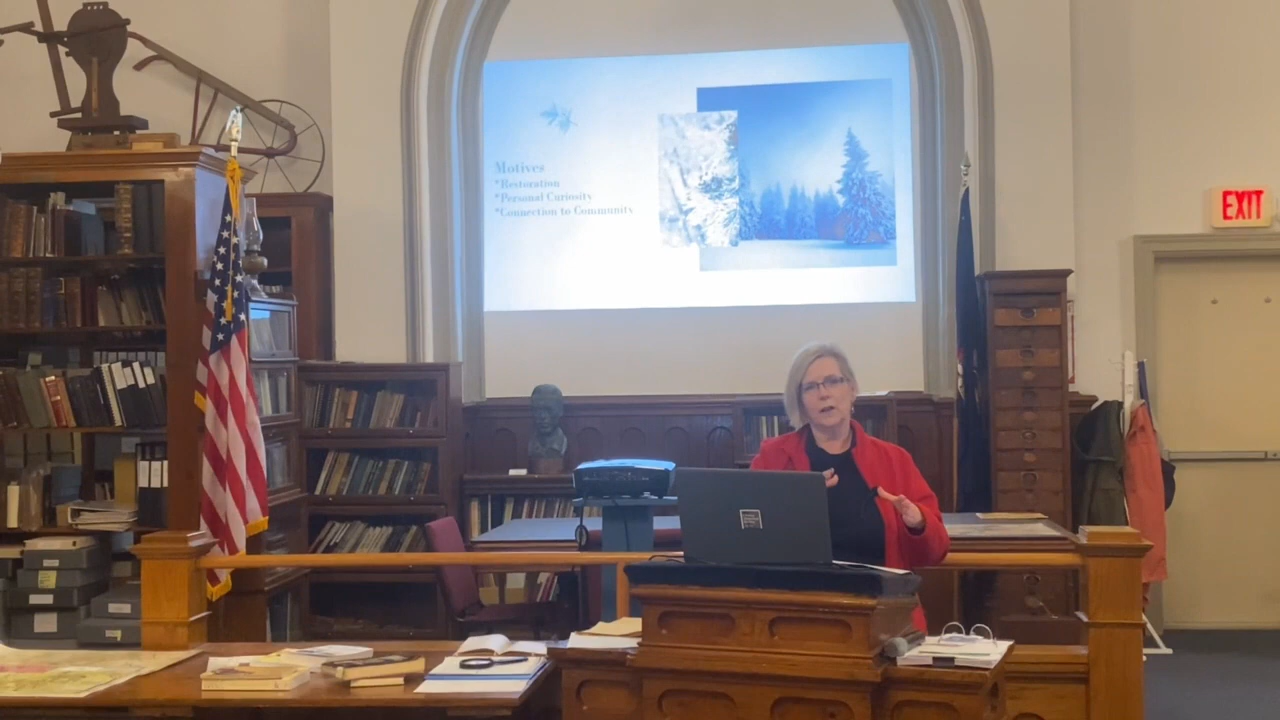 Motives
*Restoration
*Personal Curiosity
*Connection to Community
EXIT